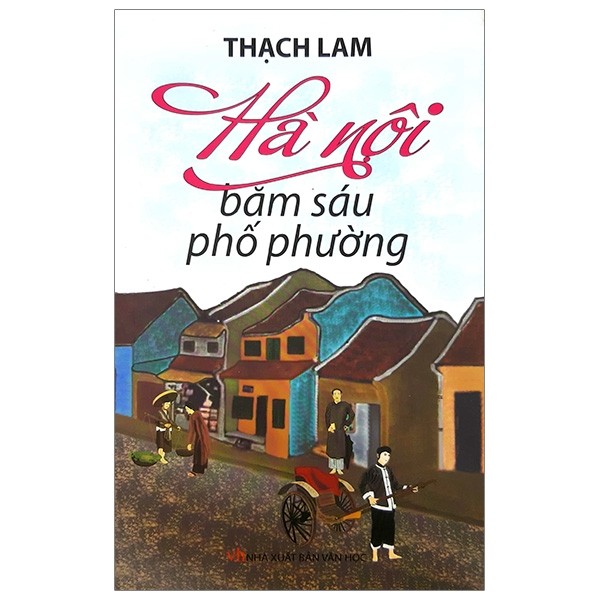 THẠCH LAM
Hà nội
băm sáu
phố phường
NHÀ XUẤT BẢN VĂN HỌC